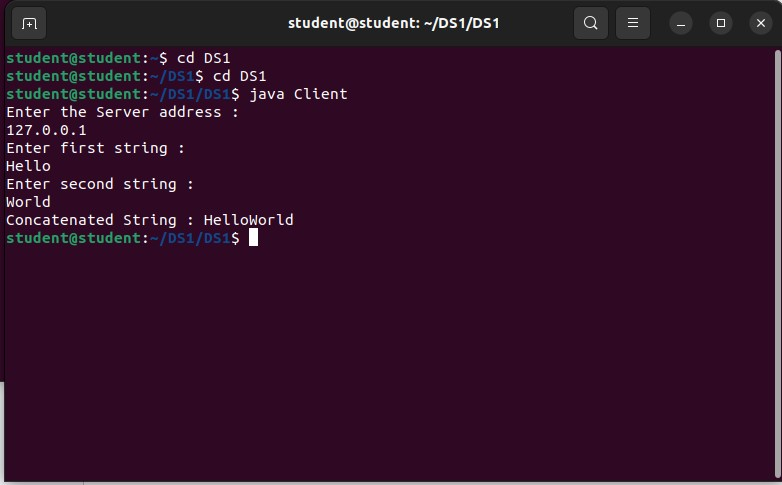 student@student: ~/DS1/DS1
student@student:~$ cd DS1
student@student:~/DS1$ cd DS1
student@student:~/DS1/DS1$ java Client
Enter the Server address :
127.0.0.1
Enter first string :
Hello
Enter second string :
World
Concatenated String : HelloWorld
student@student:~/DS1/DS1$